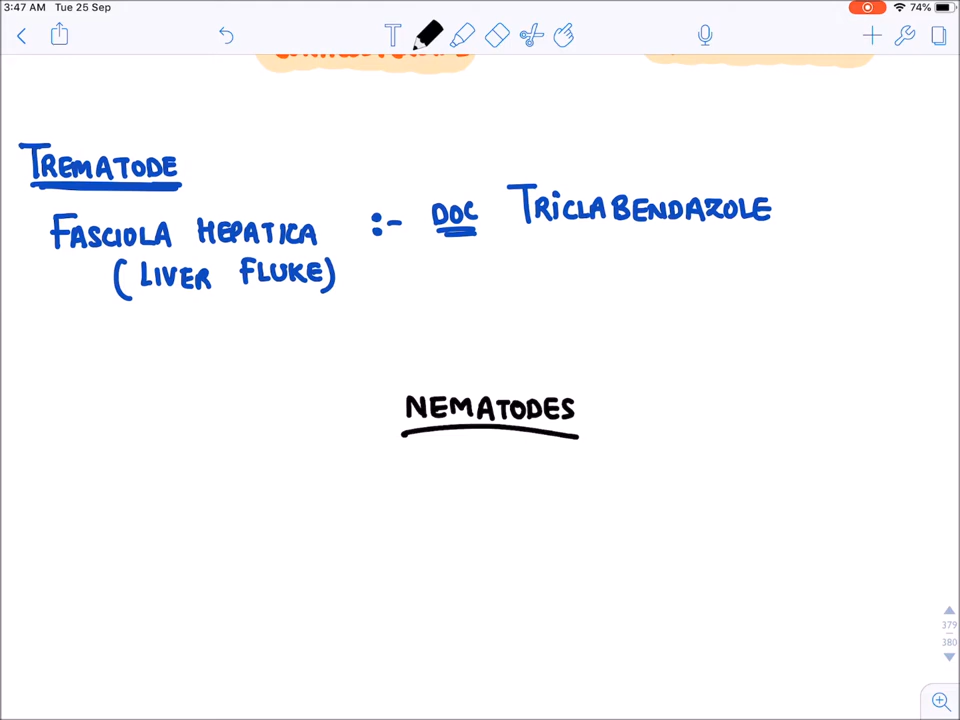 3:47 AM Tue 25 Sep
74%
T
TREMATODE
FASCIOLA HEPATICA :- DOC TRICLABENDAZOLE
(LIVER FLUKE)
NEMATODES
379
380